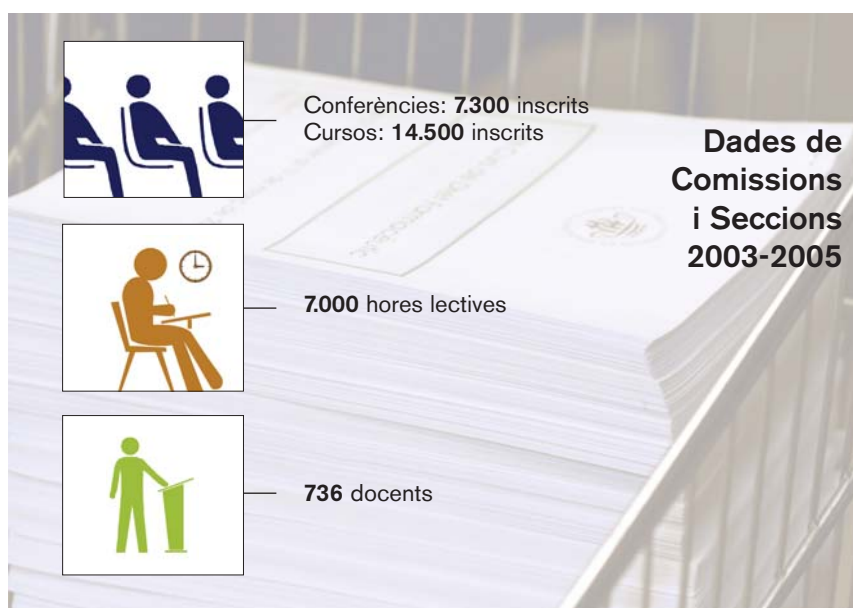 Conferències: 7.300 inscrits
Cursos: 14.500 inscrits
Dades de
Comissions
i Seccions
2003-2005
7.000 hores lectives
736 docents